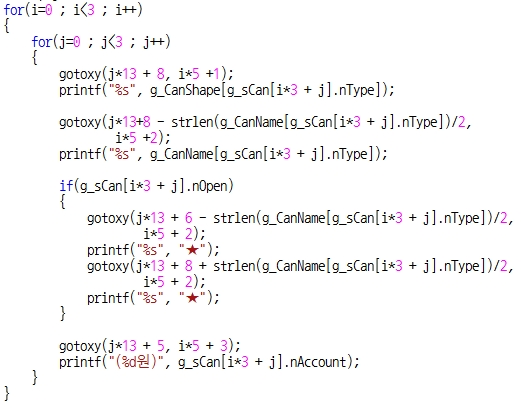 for(i=0 ; i<3 ; i++)
{
    for(j=0 ; j<3 ; j++)
    {
        gotoxy(j*13 + 8, i*5 +1);
        printf("%s", g_CanShape[g_sCan[i*3 + j].nType]);

        gotoxy(j*13+8 - strlen(g_CanName[g_sCan[i*3 + j].nType])/2,
                i*5 +2);
        printf("%s", g_CanName[g_sCan[i*3 + j].nType]);

        if(g_sCan[i*3 + j].nOpen)
        {
            gotoxy(j*13 + 6 - strlen(g_CanName[g_sCan[i*3 + j].nType])/2,
                    i*5 + 2);
            printf("%s", "★");
            gotoxy(j*13 + 8 + strlen(g_CanName[g_sCan[i*3 + j].nType])/2,
                    i*5 + 2);
            printf("%s", "★");
        }

        gotoxy(j*13 + 5, i*5 + 3);
        printf("(%d원)", g_sCan[i*3 + j].nAccount);
    }
}